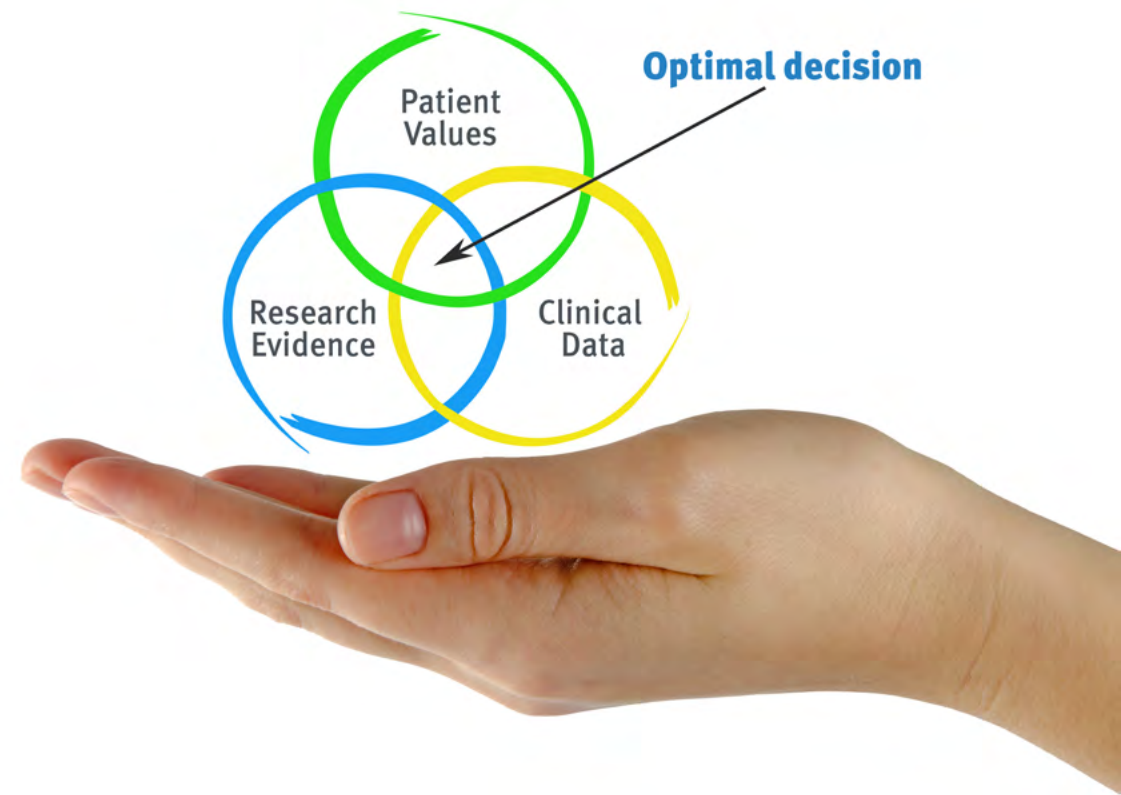 Optimal decision
Patient
Values
Research
Evidence
Clinical
Data